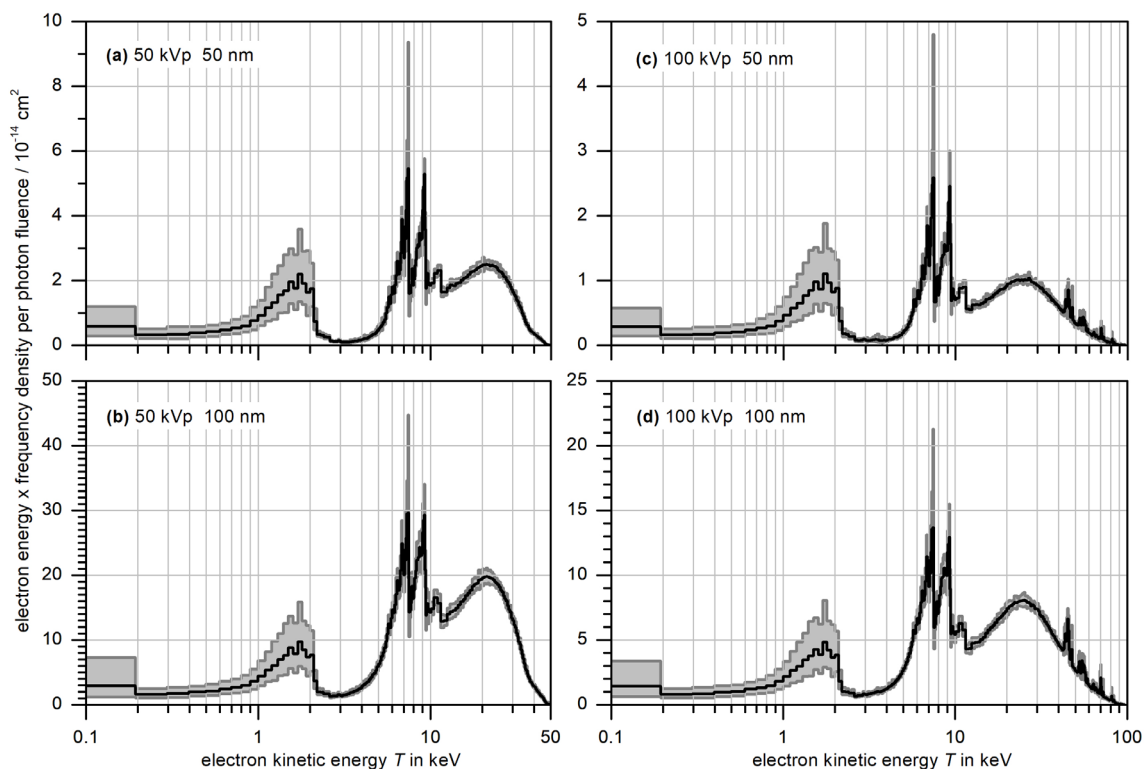 electron energy x frequency density per photon fluence / 10⁻¹⁴ cm²
(a) 50 kVp 50 nm
10
8
6
4
2
0
(c) 100 kVp 50 nm
5
4
3
2
1
0
(b) 50 kVp 100 nm
50
40
30
20
10
0
0.1 1 10 50
electron kinetic energy T in keV
(d) 100 kVp 100 nm
25
20
15
10
5
0
0.1 1 10 100
electron kinetic energy T in keV